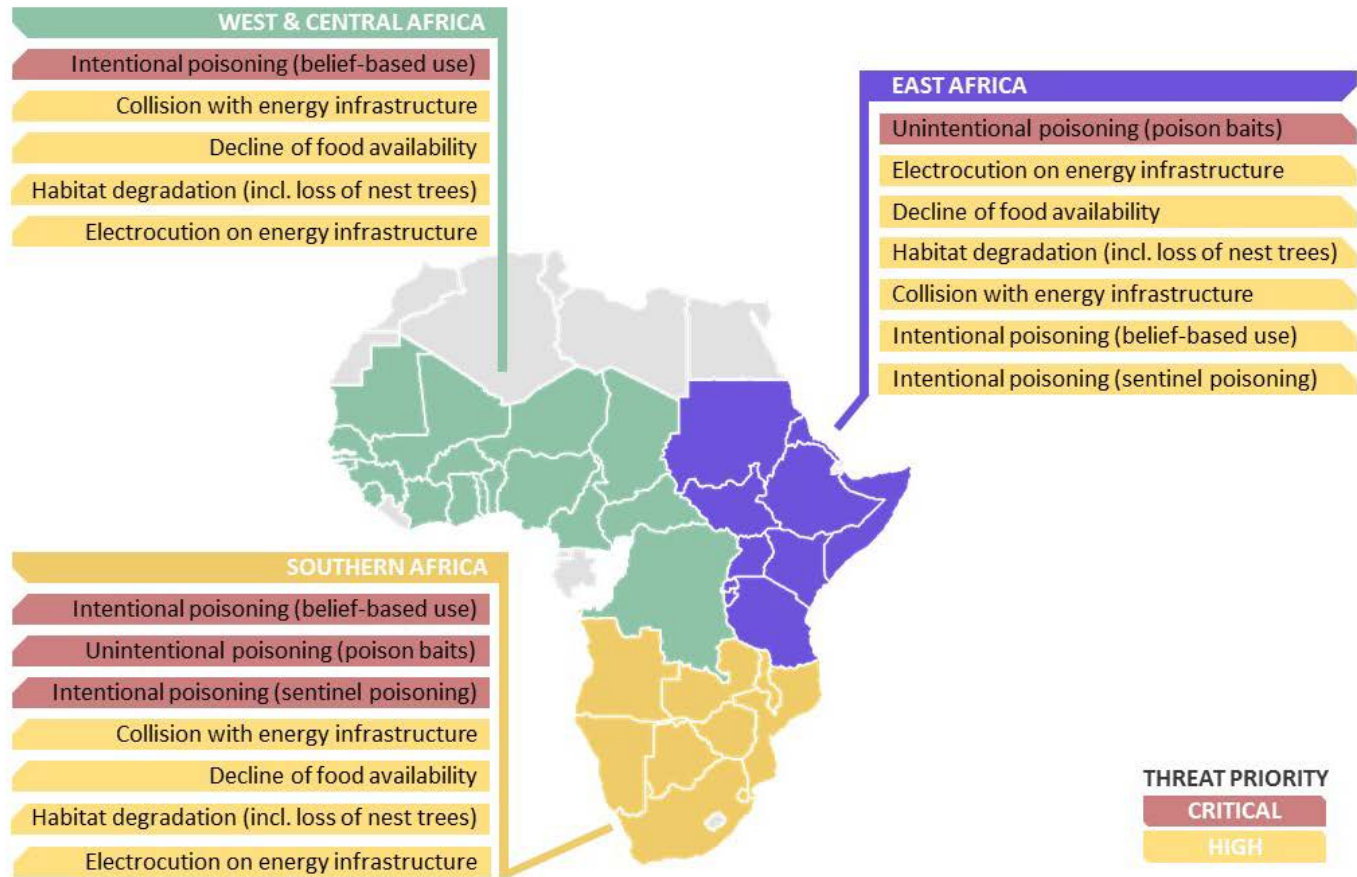 WEST & CENTRAL AFRICA
Intentional poisoning (belief-based use)
Collision with energy infrastructure
Decline of food availability
Habitat degradation (incl. loss of nest trees)
Electrocution on energy infrastructure
EAST AFRICA
Unintentional poisoning (poison baits)
Electrocution on energy infrastructure
Decline of food availability
Habitat degradation (incl. loss of nest trees)
Collision with energy infrastructure
Intentional poisoning (belief-based use)
Intentional poisoning (sentinel poisoning)
SOUTHERN AFRICA
Intentional poisoning (belief-based use)
Unintentional poisoning (poison baits)
Intentional poisoning (sentinel poisoning)
Collision with energy infrastructure
Decline of food availability
Habitat degradation (incl. loss of nest trees)
Electrocution on energy infrastructure
THREAT PRIORITY
CRITICAL
HIGH